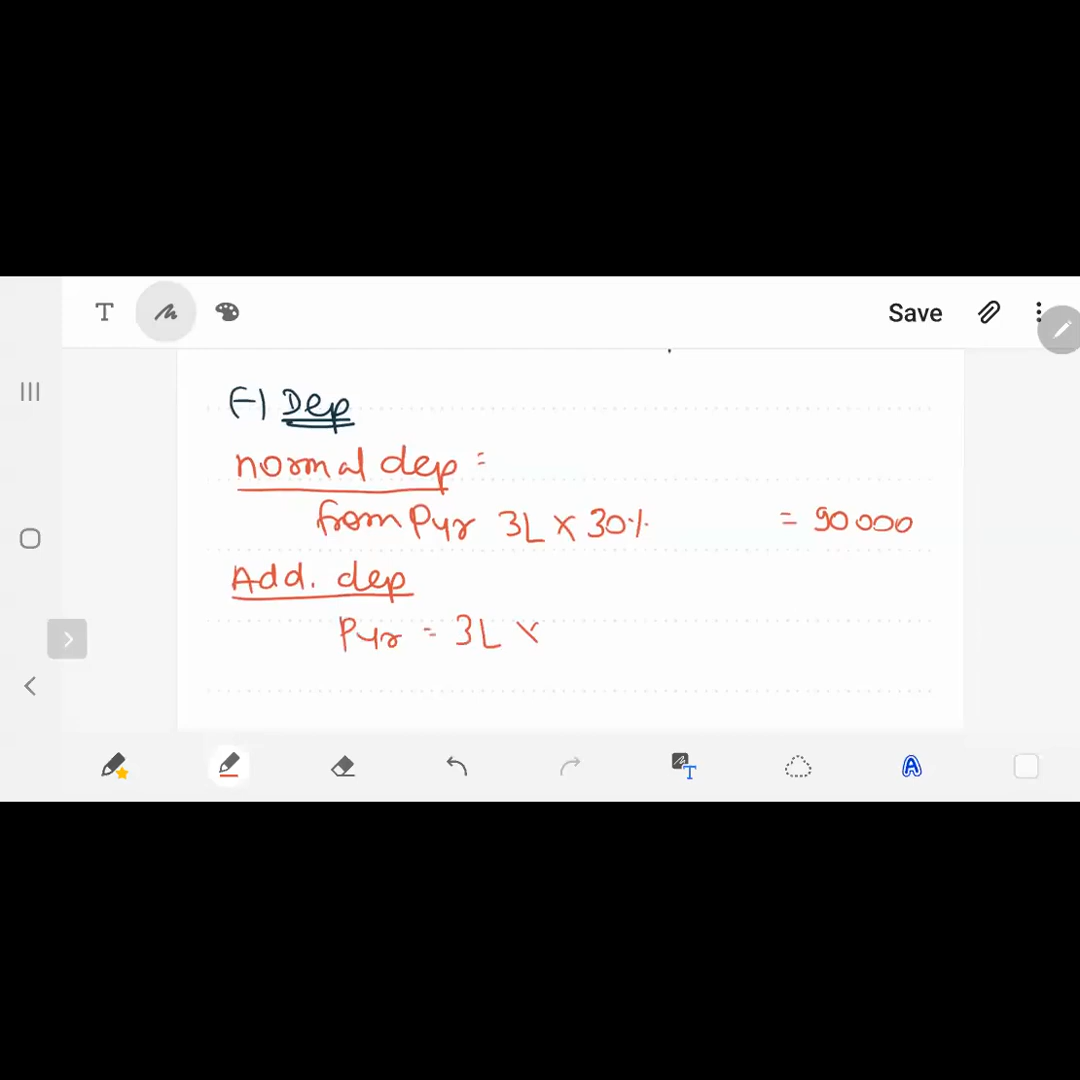 T
Save
(-) Dep
normal dep =
from Pyr 3L × 30% = 90000
Add. dep
Pyr = 3L ×
T
A